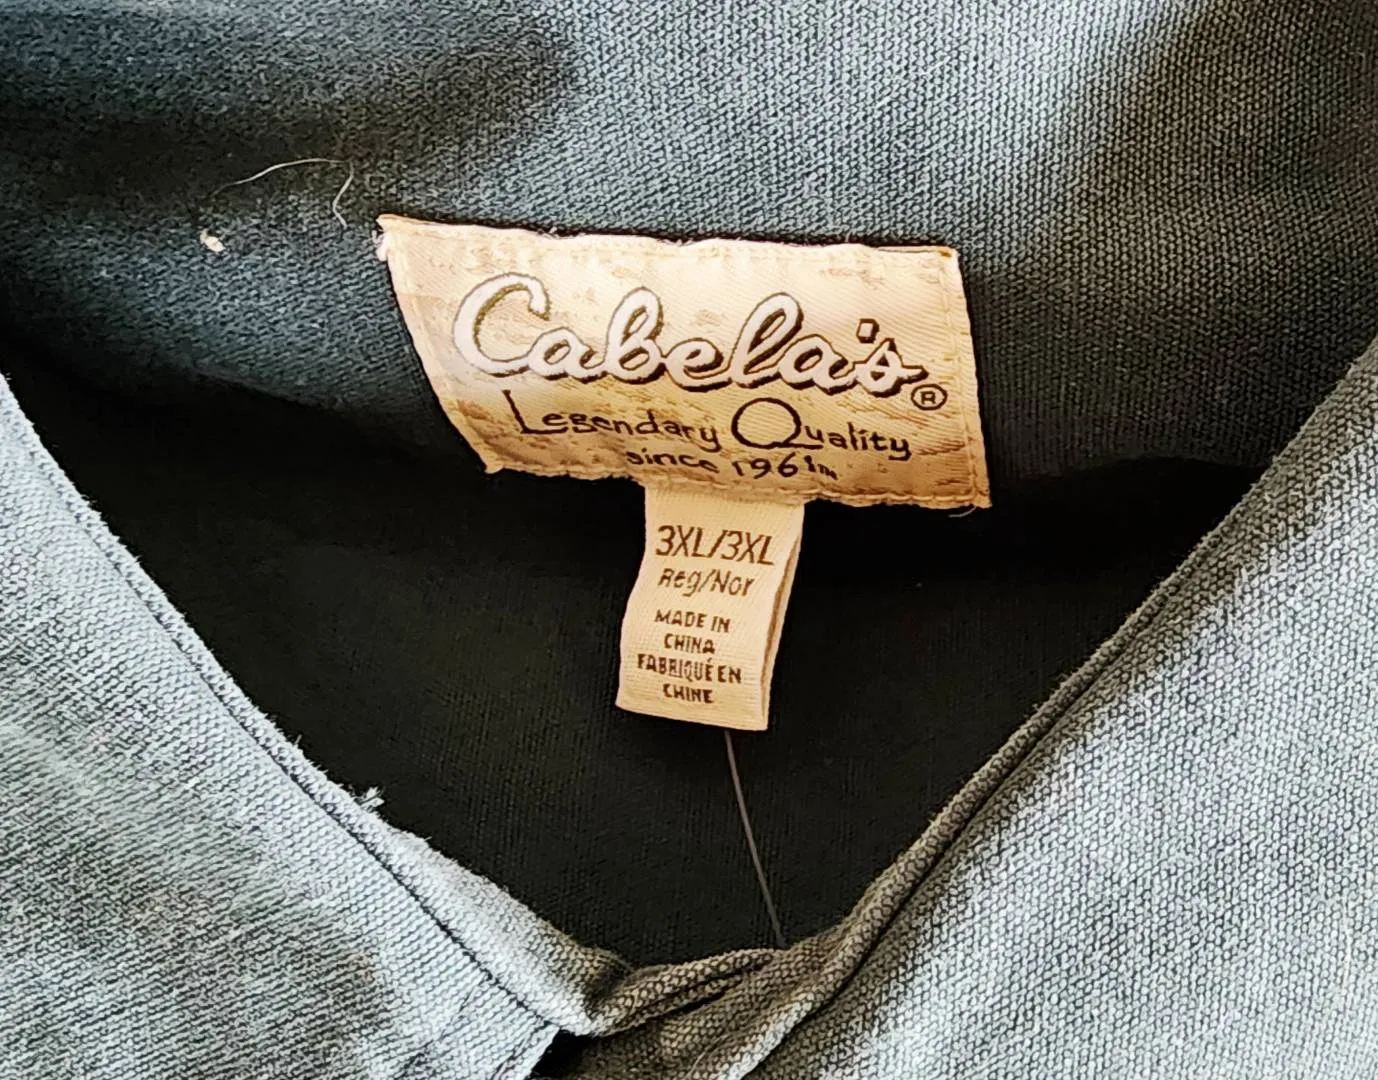 Cabela's®
Legendary Quality
since 1961™
3XL/3XL
Reg/Nor
MADE IN
CHINA
FABRIQUÉ EN
CHINE